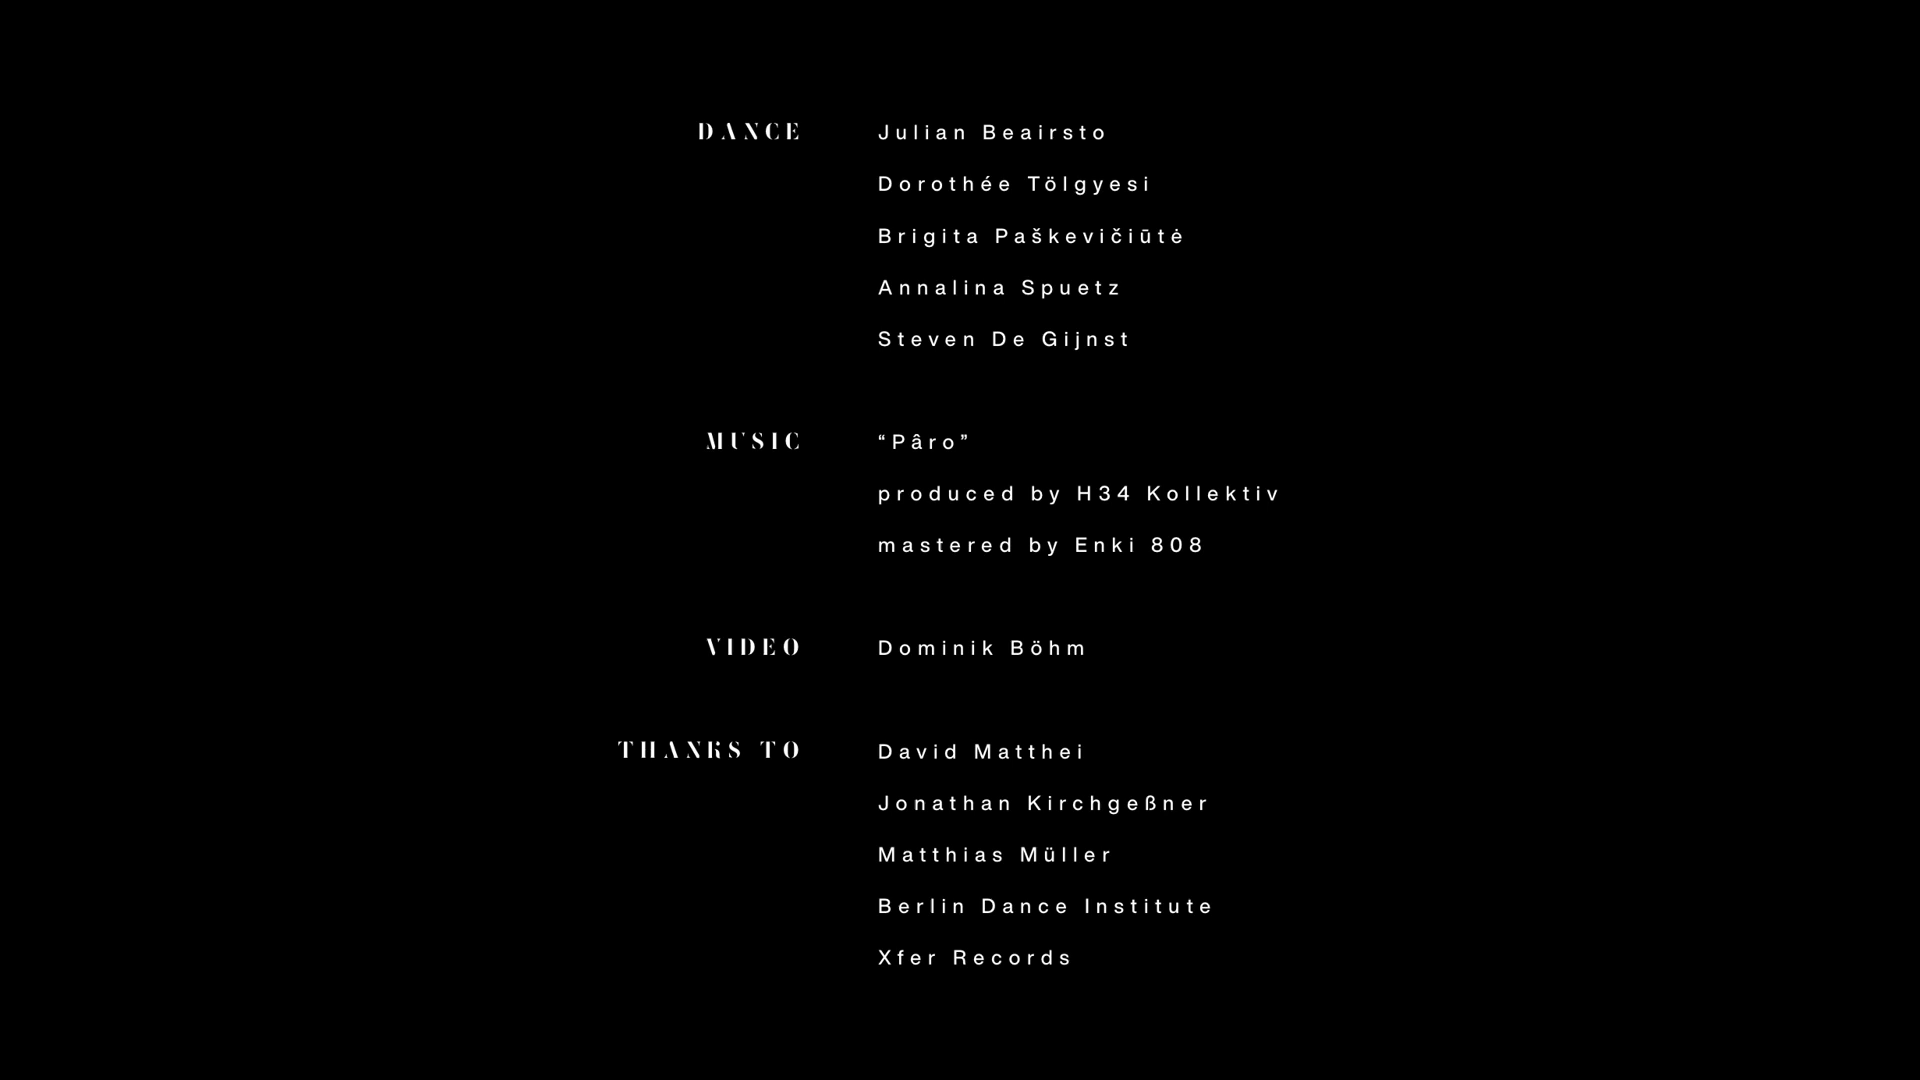 DANCE Julian Beairsto
Dorothée Tölgyesi
Brigita Paškevičiūtė
Annalina Spuetz
Steven De Gijnst
MUSIC “Pâro”
produced by H34 Kollektiv
mastered by Enki 808
VIDEO Dominik Böhm
THANKS TO David Matthei
Jonathan Kirchgeßner
Matthias Müller
Berlin Dance Institute
Xfer Records